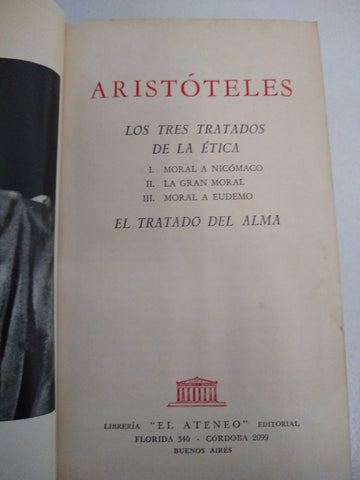 ARISTÓTELES
LOS TRES TRATADOS
DE LA ÉTICA
I. MORAL A NICÓMACO
II. LA GRAN MORAL
III. MORAL A EUDEMO
EL TRATADO DEL ALMA
LIBRERÍA "EL ATENEO" EDITORIAL
FLORIDA 340 - CÓRDOBA 2099
BUENOS AIRES